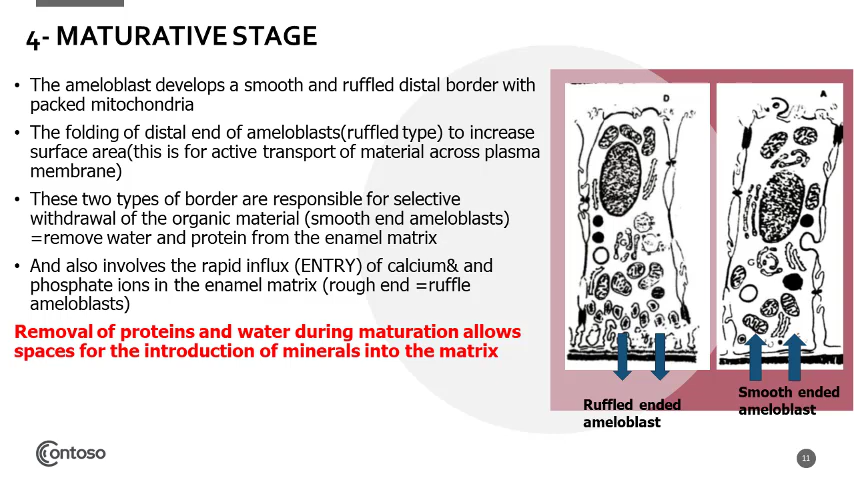 4- MATURATIVE STAGE
• The ameloblast develops a smooth and ruffled distal border with
packed mitochondria
• The folding of distal end of ameloblasts(ruffled type) to increase
surface area(this is for active transport of material across plasma
membrane)
• These two types of border are responsible for selective
withdrawal of the organic material (smooth end ameloblasts)
=remove water and protein from the enamel matrix
• And also involves the rapid influx (ENTRY) of calcium& and
phosphate ions in the enamel matrix (rough end =ruffle
ameloblasts)
Removal of proteins and water during maturation allows
spaces for the introduction of minerals into the matrix
D
A
Ruffled ended
ameloblast
Smooth ended
ameloblast
Contoso
11